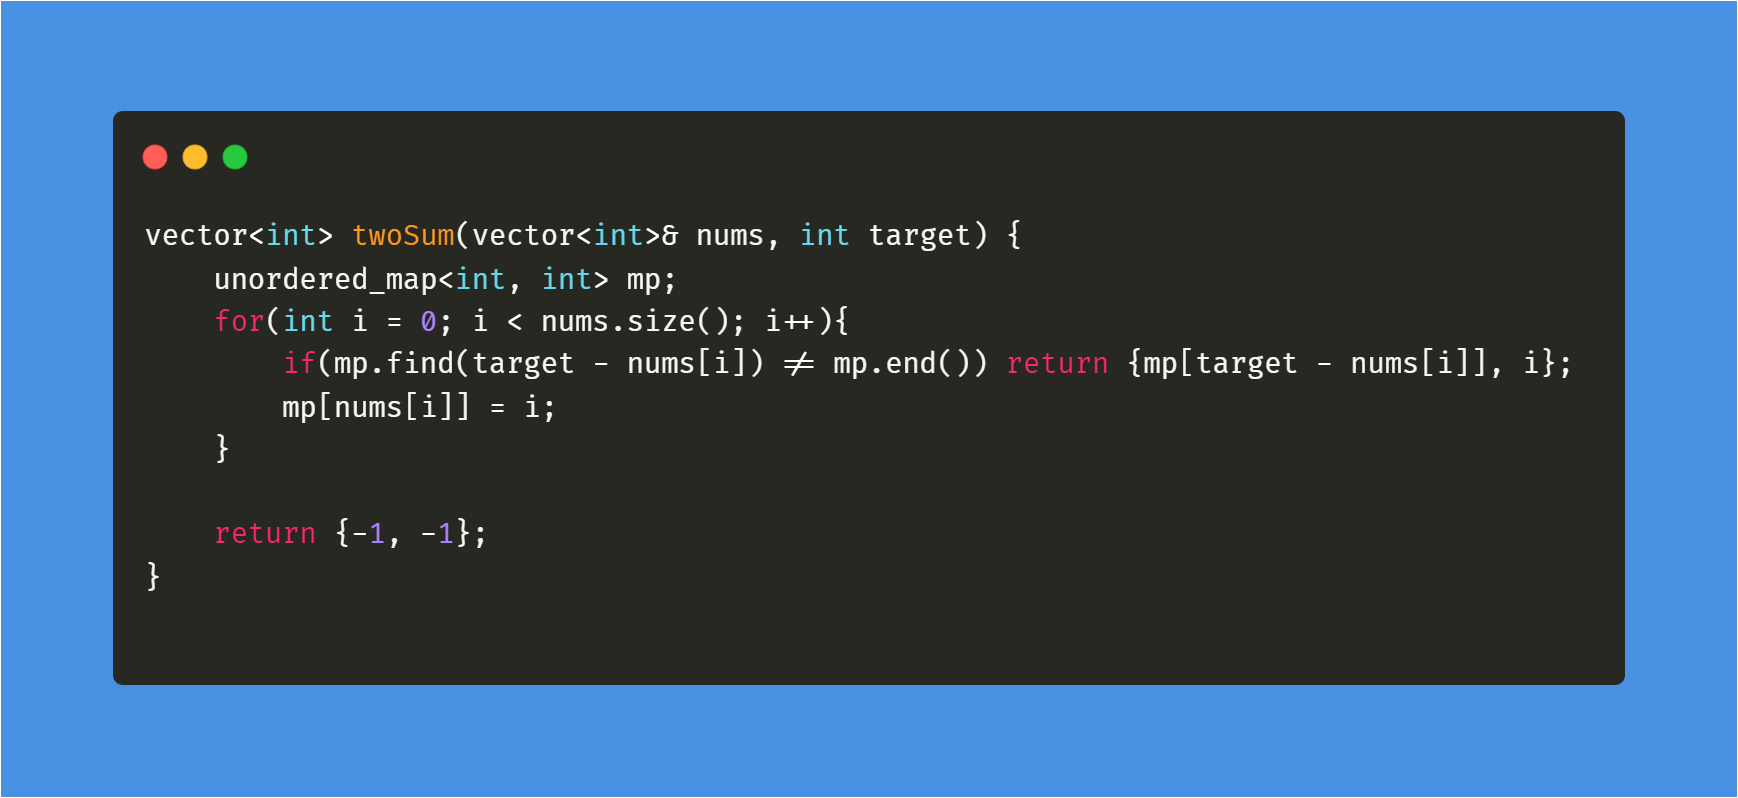 vector<int> twoSum(vector<int>& nums, int target) {
    unordered_map<int, int> mp;
    for(int i = 0; i < nums.size(); i++){
        if(mp.find(target - nums[i]) != mp.end()) return {mp[target - nums[i]], i};
        mp[nums[i]] = i;
    }

    return {-1, -1};
}